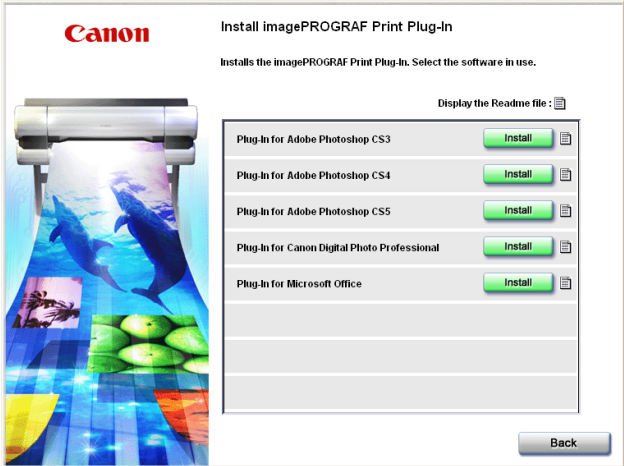 Canon
Install imagePROGRAF Print Plug-In
Installs the imagePROGRAF Print Plug-In. Select the software in use.
Display the Readme file :
Plug-In for Adobe Photoshop CS3 Install
Plug-In for Adobe Photoshop CS4 Install
Plug-In for Adobe Photoshop CS5 Install
Plug-In for Canon Digital Photo Professional Install
Plug-In for Microsoft Office Install
Back